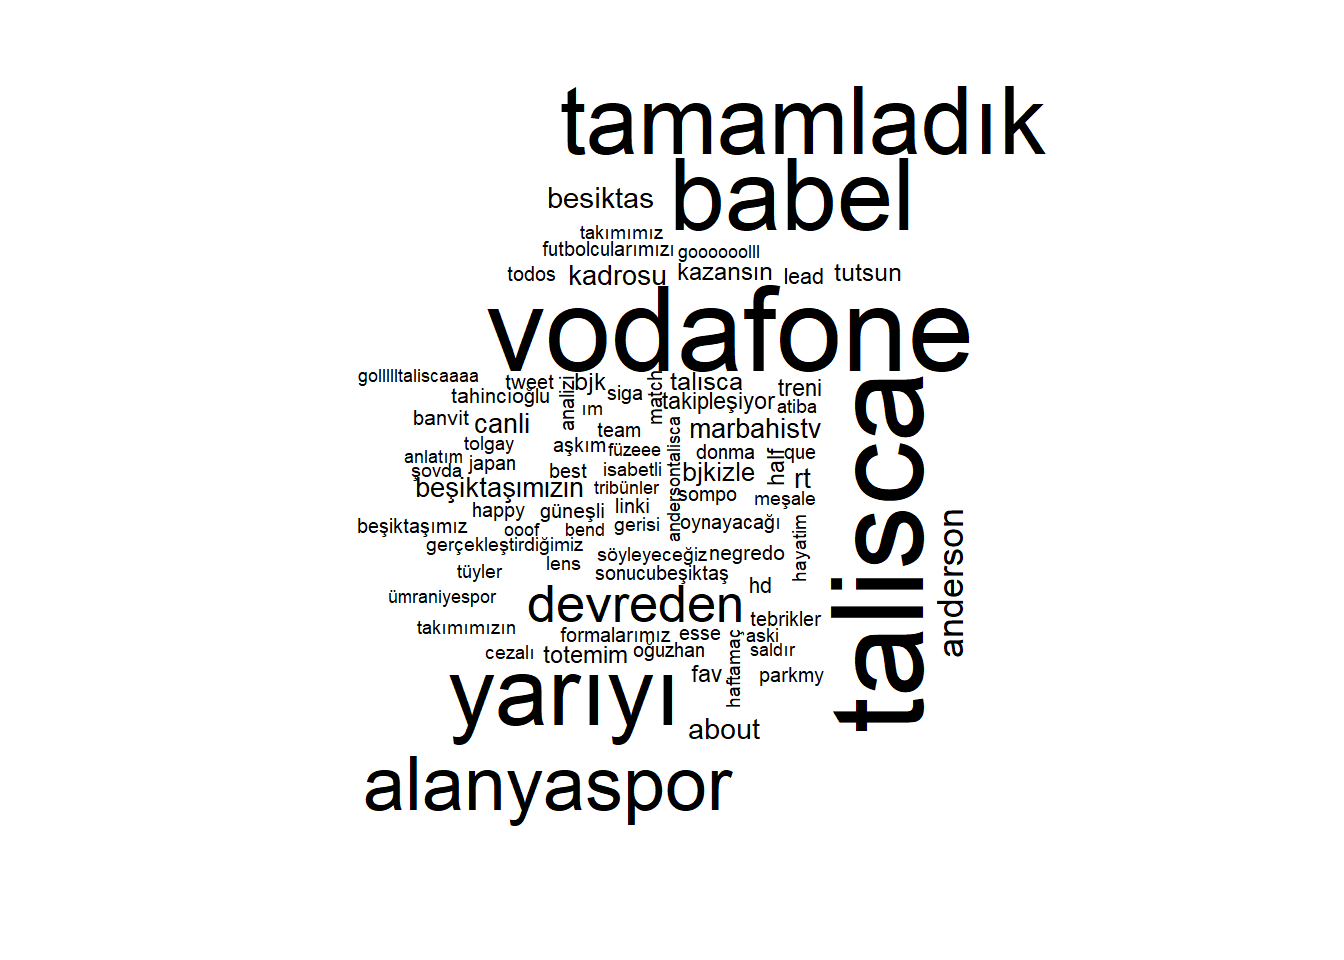 tamamladık
babel
besiktas
takımımız
futbolcularımızı
goooooolll
todos
kadrosu
kazansın
lead
tutsun
vodafone
golllltaliscaaaa
tweet
analizi
bjk
siga
match
talısca
treni
tahincioğlu
ım
takipleşiyor
atiba
banvit
canli
team
marbahistv
talisca
tolgay
aşkım
füzeee
andersontalisca
donma
half
que
anlatım
şovda
japan
best
isabetli
bjkizle
rt
beşiktaşımızın
tribünler
sompo
meşale
happy
güneşli
linki
anderson
beşiktaşımız
ooof
bend
gerisi
oynayacağı
hayatim
gerçekleştirdiğimiz
söyleyeceğiz
negredo
tüyler
lens
sonucubeşiktaş
hd
ümraniyespor
devreden
tebrikler
takımımızın
formalarımız
esse
haftamaç
aski
cezalı
totemim
oğuzhan
saldır
yarıyı
fav
parkmy
about
alanyaspor